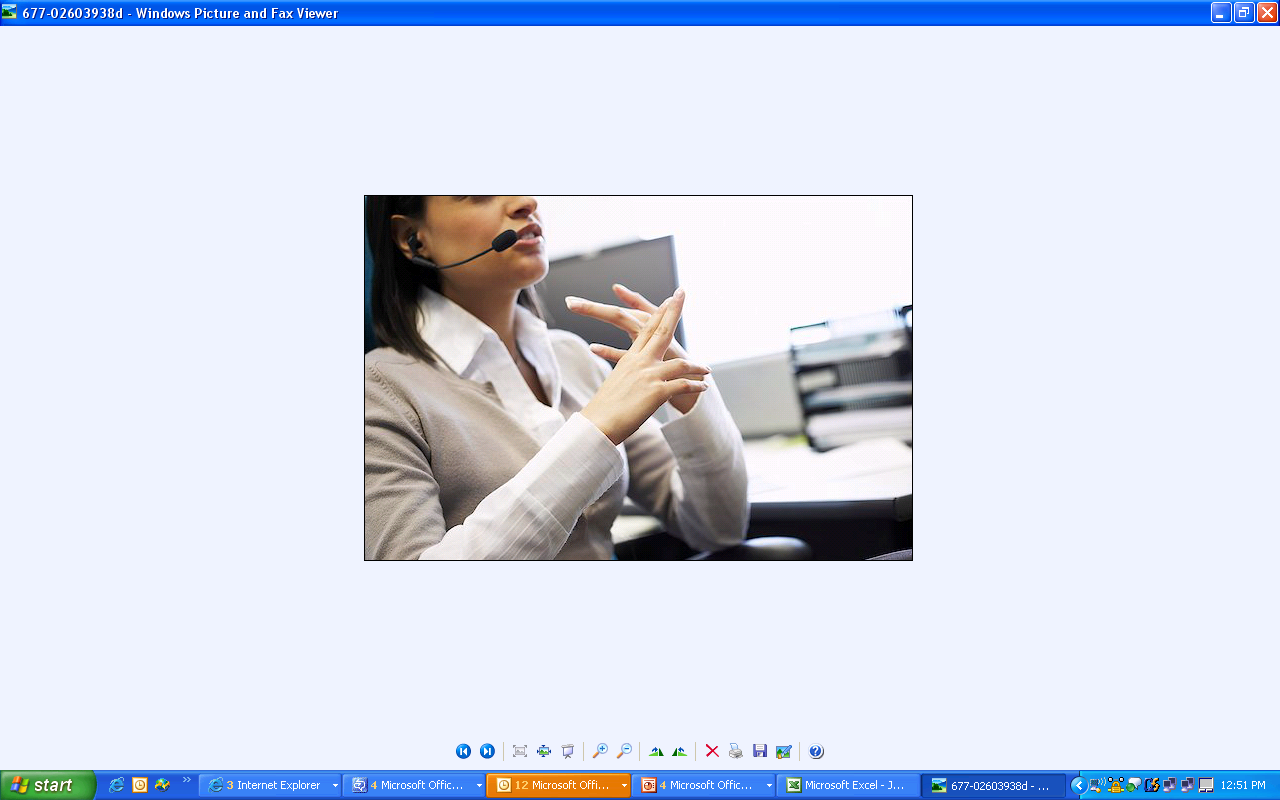 677-02603938d - Windows Picture and Fax Viewer
start
3 Internet Explorer
4 Microsoft Offic...
12 Microsoft Offi...
4 Microsoft Offic...
Microsoft Excel - J...
677-02603938d - ...
12:51 PM